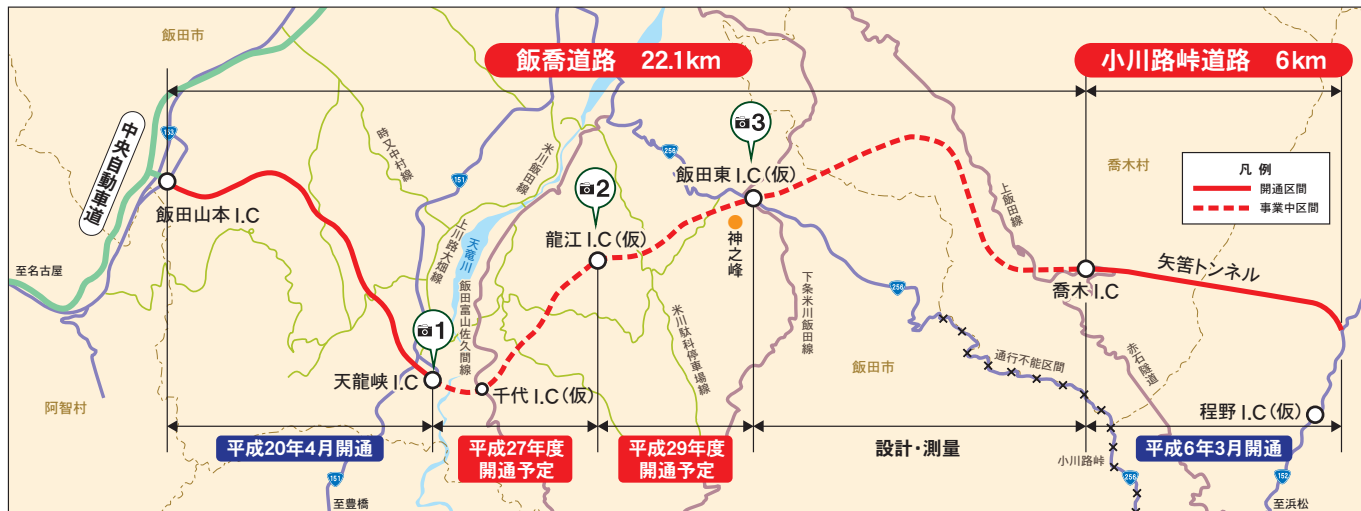 飯田市
飯喬道路 22.1km
小川路峠道路 6km
中央自動車道
153
時又中村線
米川飯田線
151
256
3
飯田東I.C(仮)
2
龍江I.C(仮)
1
天龍峡I.C
飯田山本I.C
至名古屋
上川路大畑線
天竜川
飯田富山佐久間線
千代I.C(仮)
神之峰
米川駄科停車場線
下条米川飯田線
256
飯田市
上飯田線
喬木村
凡 例
開通区間
事業中区間
喬木I.C
矢筈トンネル
通行不能区間
赤石隧道
程野I.C(仮)
阿智村
平成20年4月開通
平成27年度
開通予定
平成29年度
開通予定
設計・測量
平成6年3月開通
小川路峠
151
至豊橋
256
152
至浜松